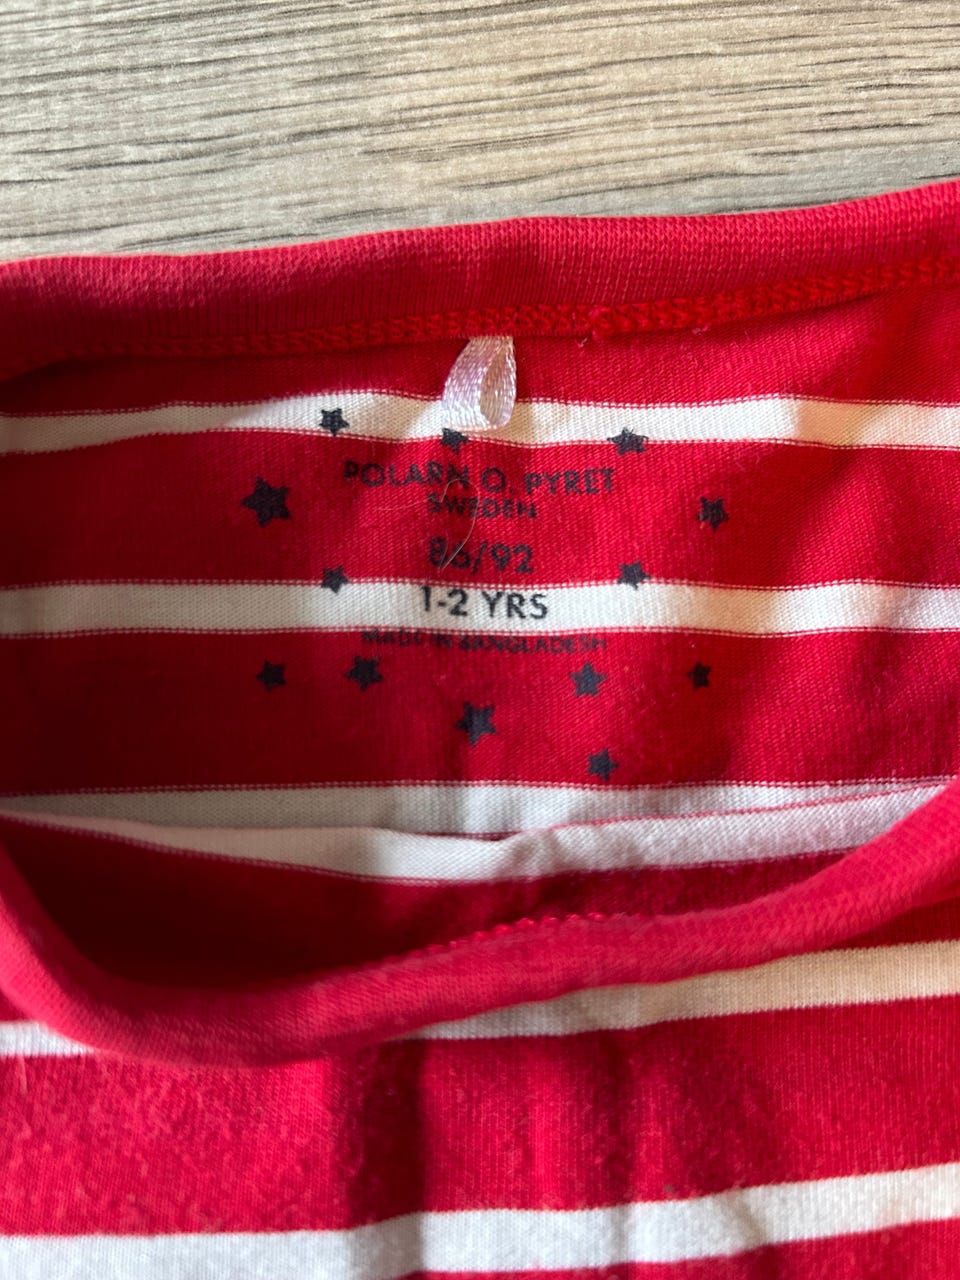 POLARN O. PYRET
SWEDEN
86/92
1-2 YRS
MADE IN BANGLADESH